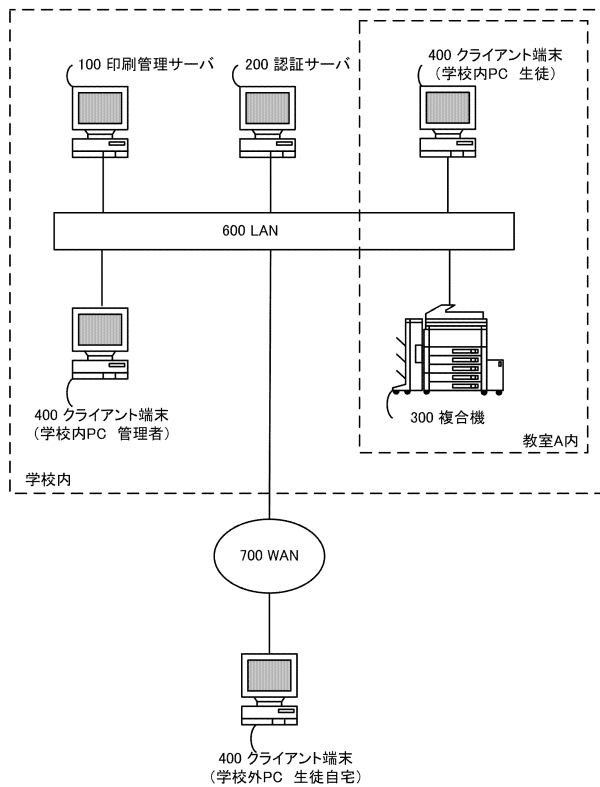 100 印刷管理サーバ
200 認証サーバ
400 クライアント端末
(学校内PC 生徒)
600 LAN
400 クライアント端末
(学校内PC 管理者)
300 複合機
教室A内
学校内
700 WAN
400 クライアント端末
(学校外PC 生徒自宅)